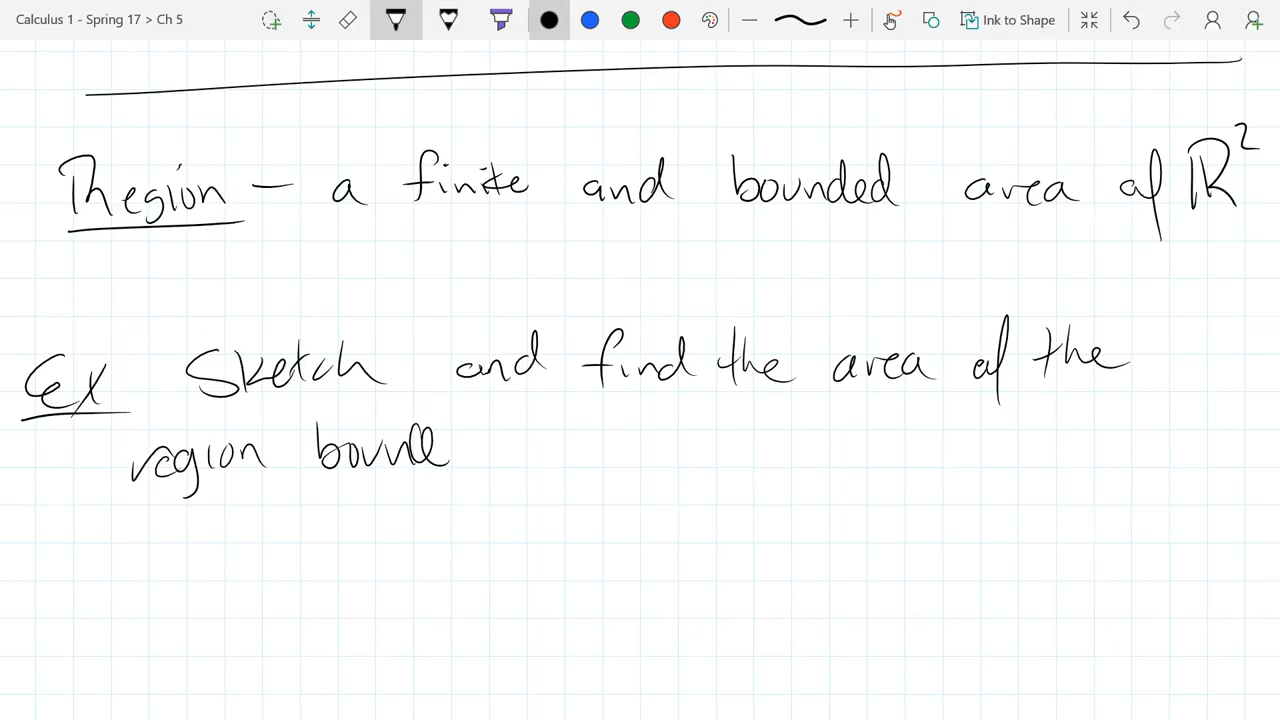 Calculus 1 - Spring 17 > Ch 5
Ink to Shape
Region - a finite and bounded area of ℝ²
Ex Sketch and find the area of the
region